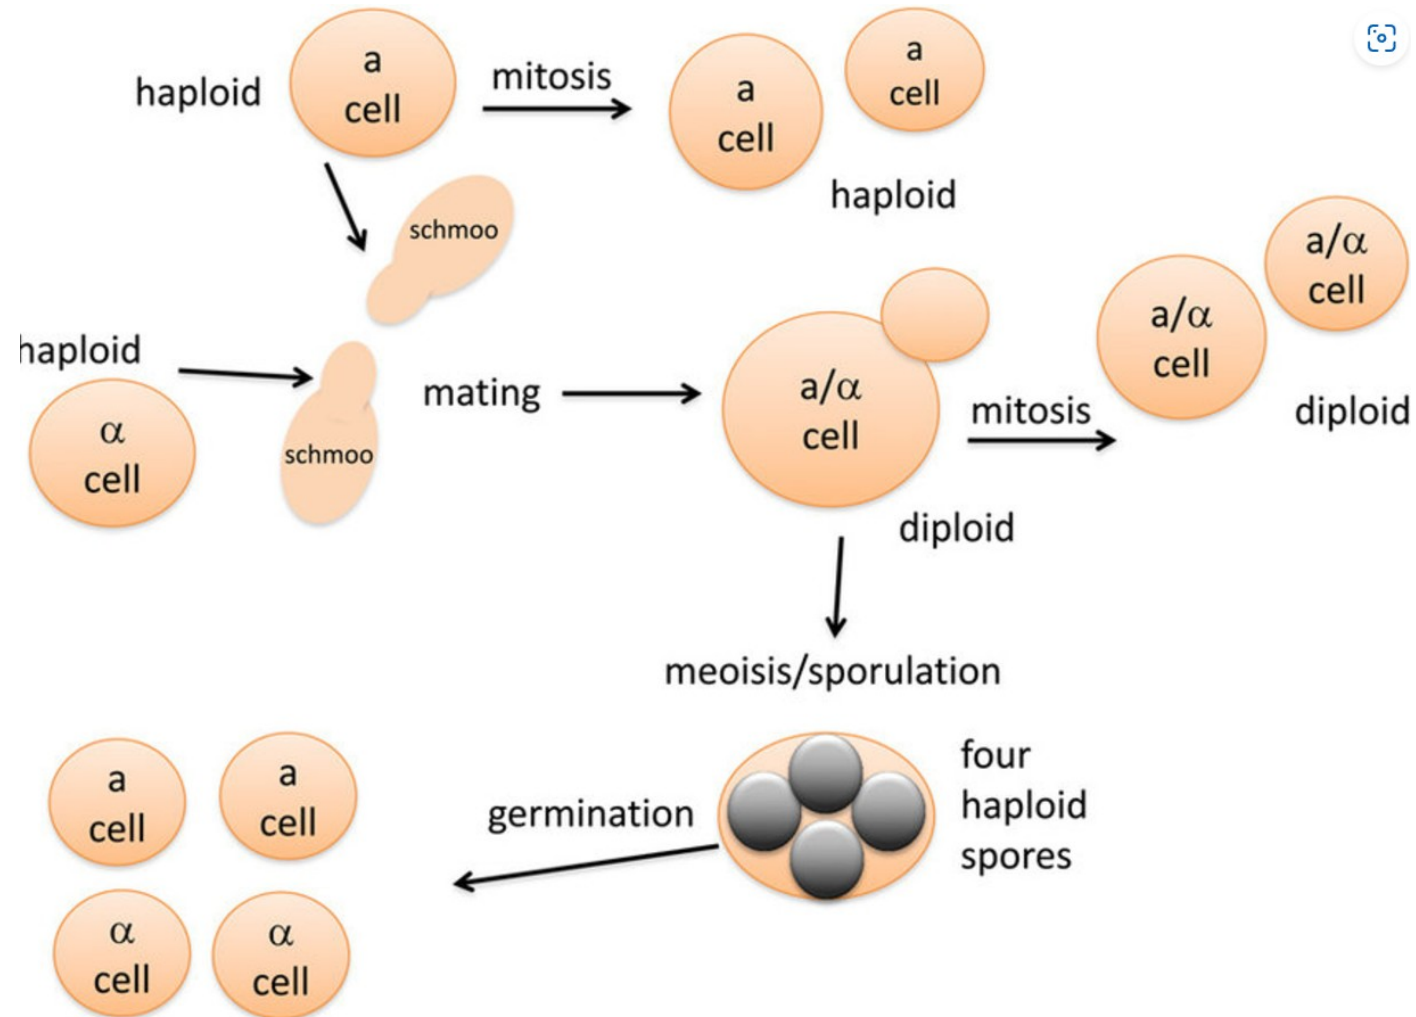 haploid
a
cell
mitosis
a
cell
a
cell
haploid
schmoo
haploid
α
cell
schmoo
mating
a/α
cell
diploid
mitosis
a/α
cell
a/α
cell
diploid
meoisis/sporulation
four
haploid
spores
germination
a
cell
a
cell
α
cell
α
cell